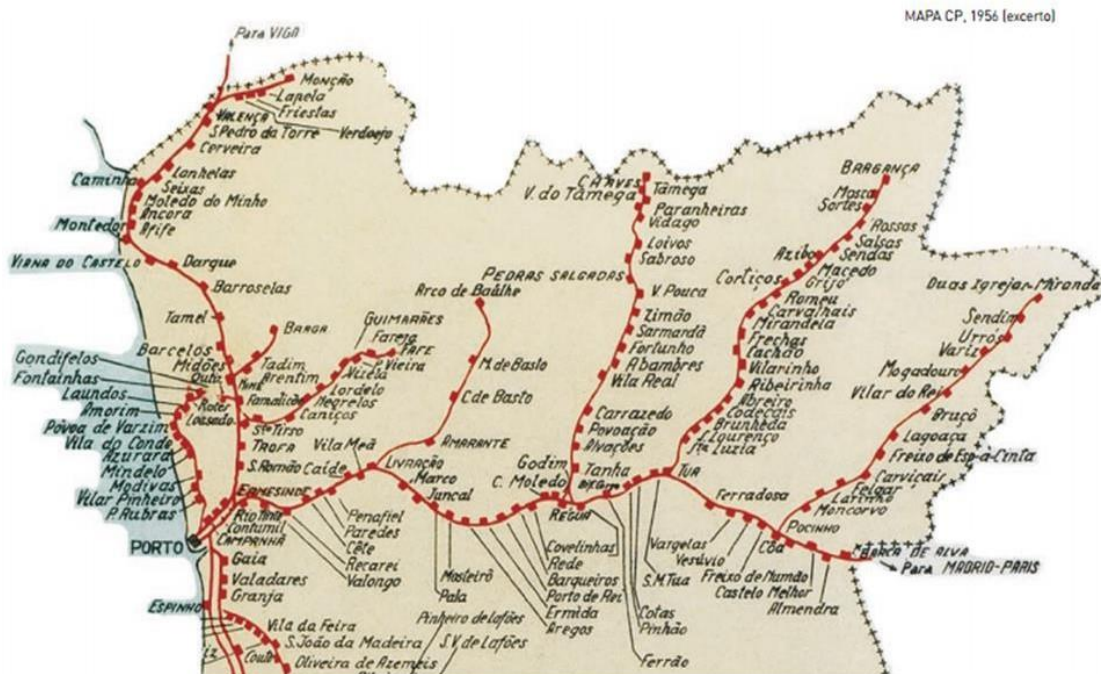 MAPA CP, 1956 (excerto)
Para VIGO
MONÇÃO
Lapela
Friestas
Verdoejo
VALENÇA
S. Pedro da Torre
Cerveira
Lanhelas
Caminha
Seixas
Moledo do Minho
Âncora
Montedor
Afife
VIANA DO CASTELO
Darque
Barroselas
Tamel
BRAGA
Barcelos
Midões
Tadim
Arentim
Nine
Famalicão
Gondifelos
Fontainhas
Laundos
Amorim
Póvoa de Varzim
Vila do Conde
Azurara
Mindelo
Modivas
Vilar Pinheiro
P. Rubras
Lousado
GUIMARÃES
Fareja
FAFE
C. Vieira
Vizela
Lordelo
Negrelos
Caniços
Stº Tirso
TROFA
S. Romão
ERMESINDE
Rio Tinto
Contumil
CAMPANHÃ
PORTO
Gaia
Valadares
Granja
ESPINHO
Vila da Feira
S. João da Madeira
Couto
Oliveira de Azemeis
Arco de Baúlhe
M. de Basto
C. de Basto
AMARANTE
Vila Meã
LIVRAÇÃO
Caíde
Marco
Juncal
Penafiel
Paredes
Cête
Recarei
Valongo
Mosteirô
Pala
Pinheiro de Lafões
S.V. de Lafões
CHAVES
Tâmega
V. do Tâmega
Paranheiras
Vidago
Loivos
Sabroso
PEDRAS SALGADAS
V. Pouca
Zimão
Samardã
Fortunho
Abambres
Vila Real
Carrazedo
Povoação
Alvações
Godim
Tanha
C. Moledo
RÉGUA
Covelinhas
Rede
Barqueiros
Porto de Rei
Ermida
Aregos
TUA
S.M. Tua
Cotas
Pinhão
Ferrão
BRAGANÇA
Mosca
Sortes
Rossas
Salsas
Sendas
Azibo
Macedo
Cortiços
Grijó
Romeu
Carvalhais
Mirandela
Frechas
Cachão
Vilarinho
Ribeirinha
Abreiro
Codeçais
Brunheda
S. Lourenço
Stª Luzia
Ferradosa
Vargelas
Vesúvio
Freixo de Numão
Côa
Castelo Melhor
Almendra
POCINHO
BARCA DE ALVA
Para MADRID-PARIS
Duas Igrejas-Miranda
Sendim
Urrós
Variz
Mogadouro
Vilar do Rei
Bruçó
Lagoaça
Freixo de Esp-à-Cinta
Carviçais
Felgar
Larinho
Moncorvo